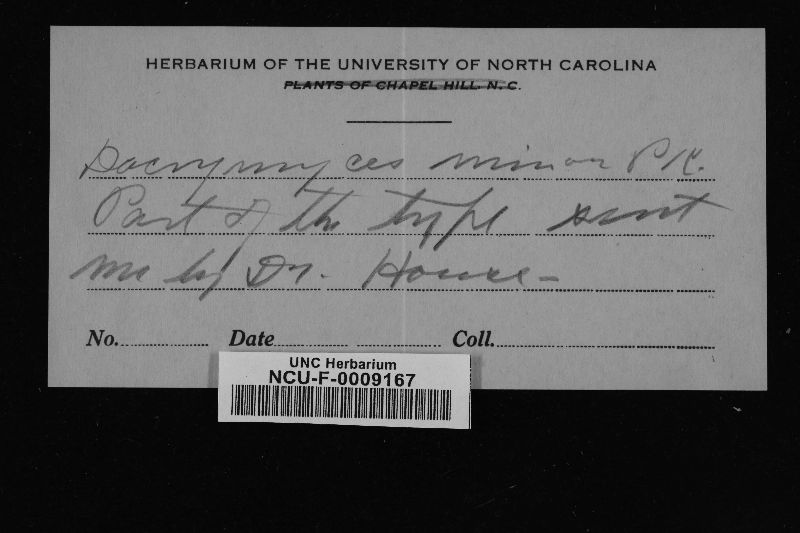 HERBARIUM OF THE UNIVERSITY OF NORTH CAROLINA
PLANTS OF CHAPEL HILL. N. C.
Dacrymyces minor Pk.
Part of the type sent
me by Dr. House -
No. Date Coll.
UNC Herbarium
NCU-F-0009167